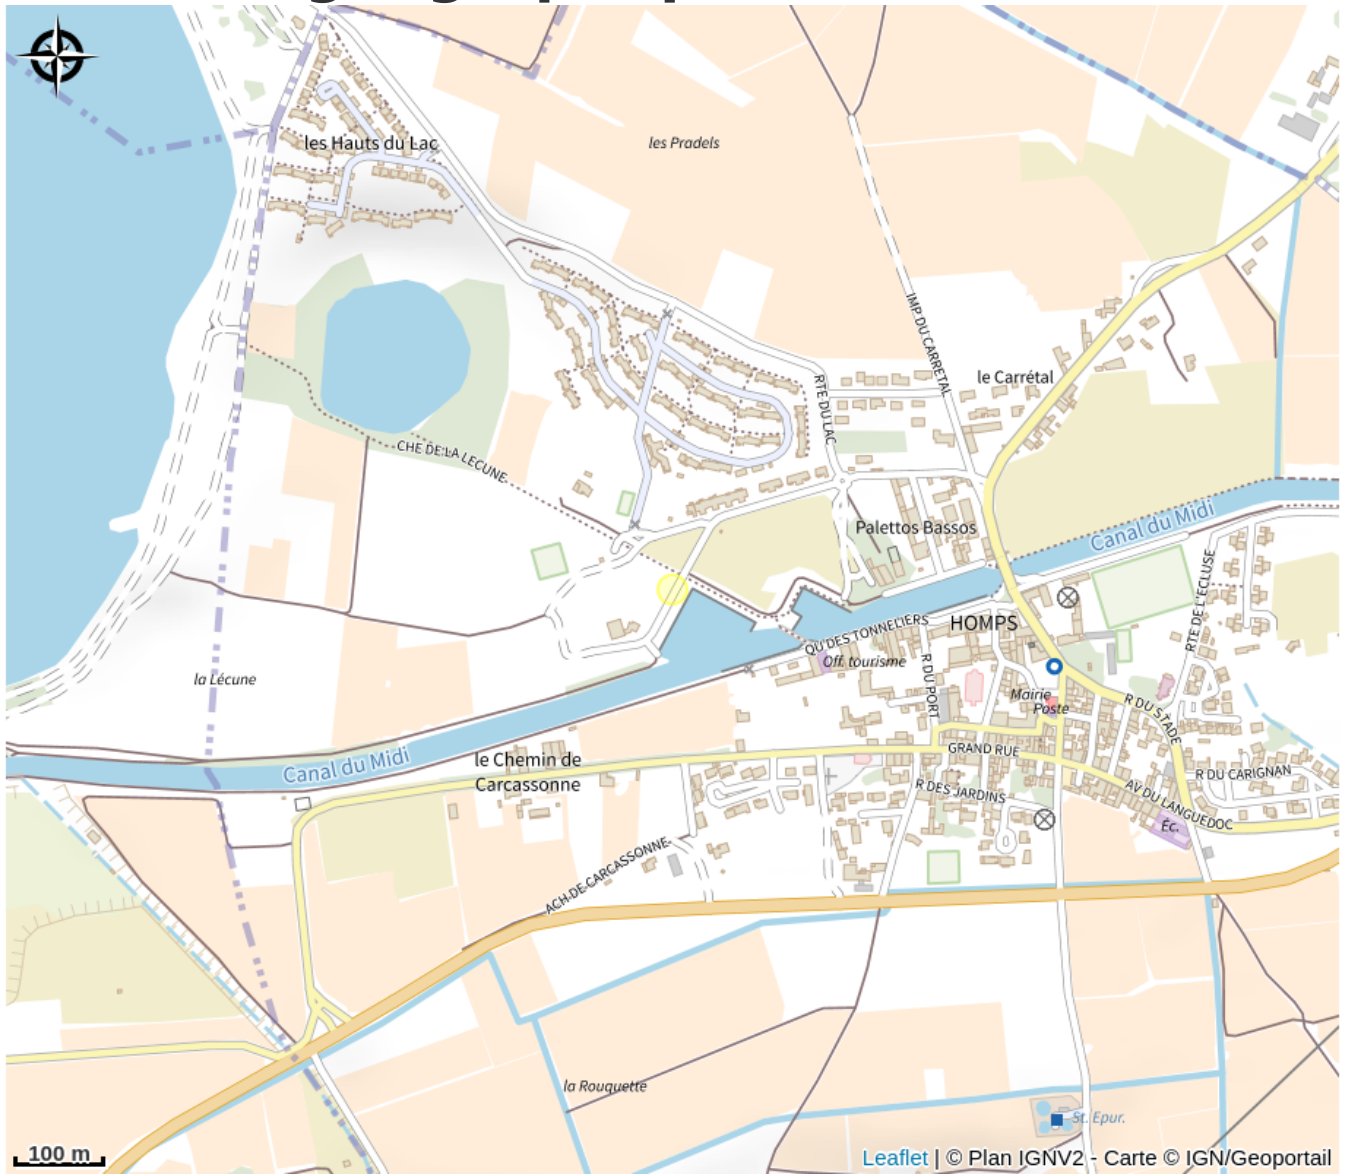 les Hauts du Lac
les Pradels
IMP DU CARRETAL
le Carrétal
RTE DU LAC
CHE DE LA LECUNE
Palettos Bassos
Canal du Midi
RTE DE L'ECLUSE
HOMPS
QU DES TONNELIERS
Off. tourisme
R DU PORT
la Lécune
Mairie
Poste
R DU STADE
GRAND RUE
Canal du Midi
le Chemin de
Carcassonne
R DU CARIGNAN
R DES JARDINS
AV DU LANGUEDOC
Éc.
ACH-DE-CARCASSONNE
la Rouquette
St. Epur.
100 m
Leaflet | © Plan IGNV2 - Carte © IGN/Geoportail